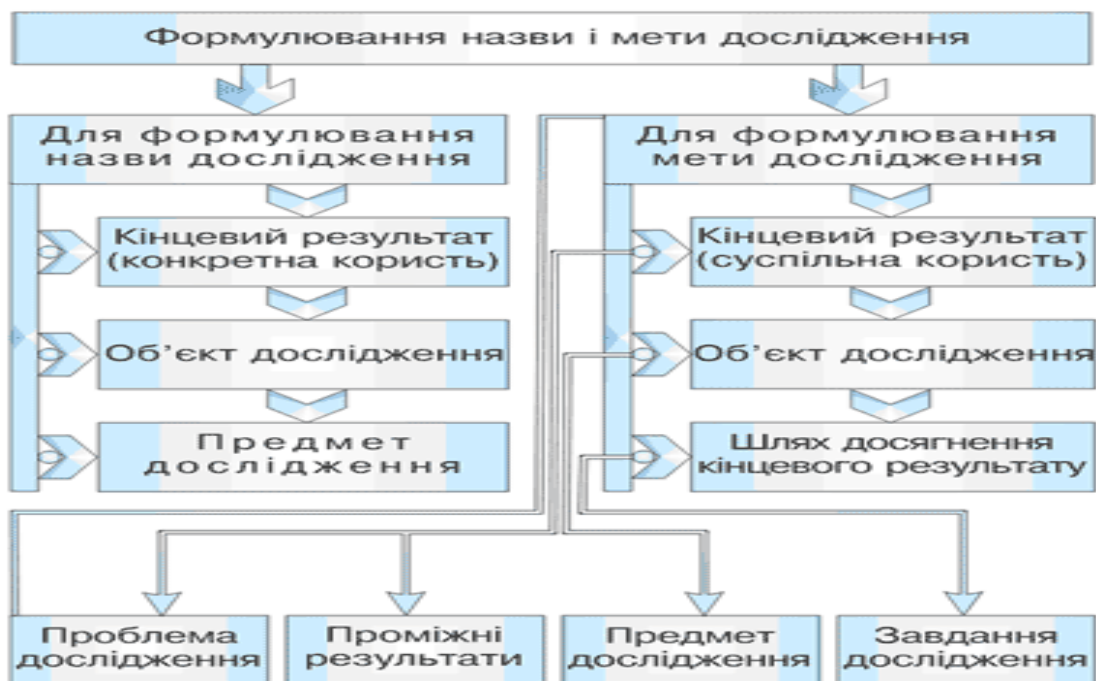 Формулювання назви і мети дослідження
Для формулювання
назви дослідження
Кінцевий результат
(конкретна користь)
Об’єкт дослідження
Предмет
дослідження
Для формулювання
мети дослідження
Кінцевий результат
(суспільна користь)
Об’єкт дослідження
Шлях досягнення
кінцевого результату
Проблема
дослідження
Проміжні
результати
Предмет
дослідження
Завдання
дослідження